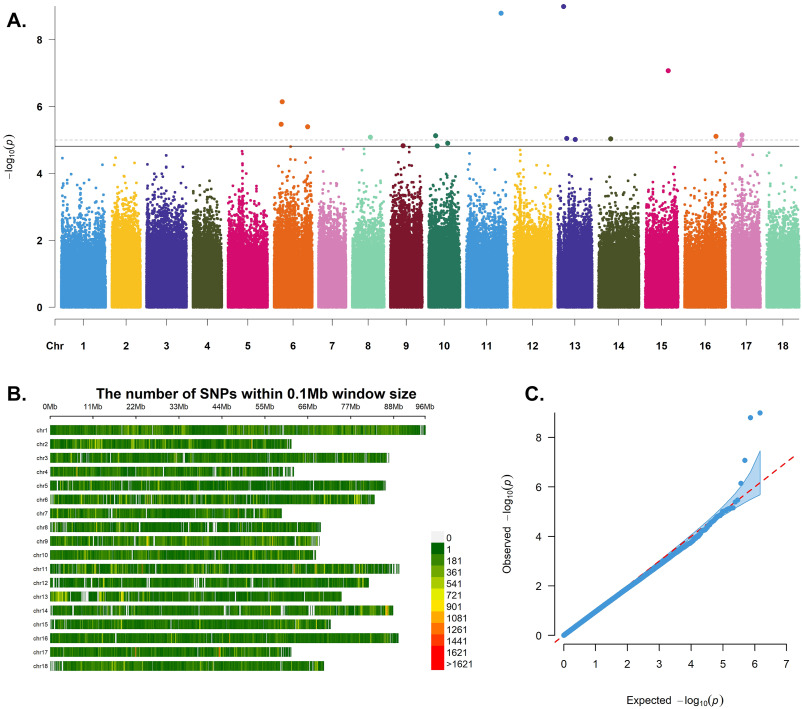 A.
8
6
4
2
0
−log₁₀(p)
Chr 1 2 3 4 5 6 7 8 9 10 11 12 13 14 15 16 17 18
B.
The number of SNPs within 0.1Mb window size
0Mb 11Mb 22Mb 33Mb 44Mb 55Mb 66Mb 77Mb 88Mb 96Mb
chr1
chr2
chr3
chr4
chr5
chr6
chr7
chr8
chr9
chr10
chr11
chr12
chr13
chr14
chr15
chr16
chr17
chr18
0
1
181
361
541
721
901
1081
1261
1441
1621
>1621
C.
8
6
4
2
0
Observed −log₁₀(p)
0 1 2 3 4 5 6 7
Expected −log₁₀(p)